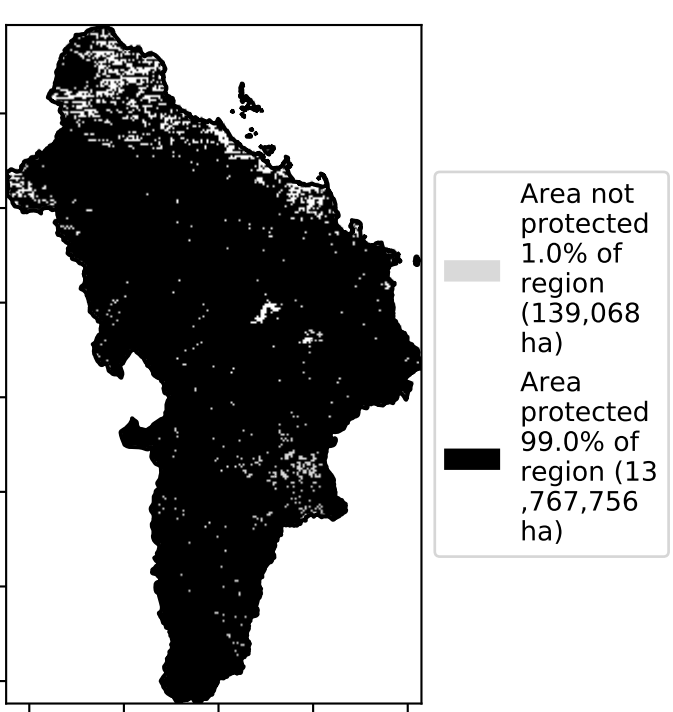 Area not
protected
1.0% of
region
(139,068
ha)
Area
protected
99.0% of
region (13
,767,756
ha)